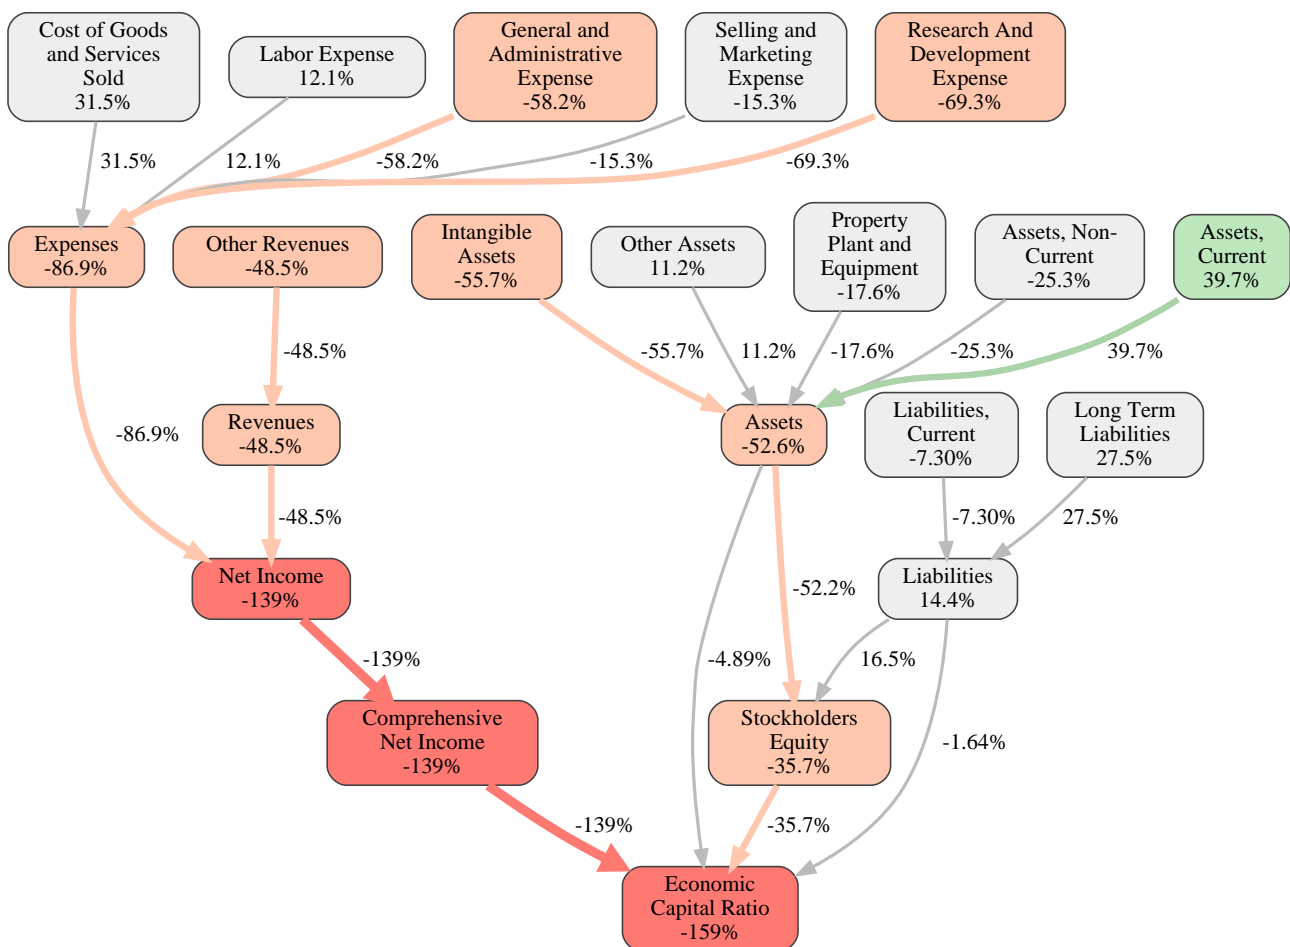 Cost of Goods
and Services
Sold
31.5%
Labor Expense
12.1%
General and
Administrative
Expense
-58.2%
Selling and
Marketing
Expense
-15.3%
Research And
Development
Expense
-69.3%
31.5%
12.1%
-58.2%
-15.3%
-69.3%
Expenses
-86.9%
Other Revenues
-48.5%
Intangible
Assets
-55.7%
Other Assets
11.2%
Property
Plant and
Equipment
-17.6%
Assets, Non-
Current
-25.3%
Assets,
Current
39.7%
-48.5%
-55.7%
11.2%
-17.6%
-25.3%
39.7%
-86.9%
Revenues
-48.5%
Assets
-52.6%
Liabilities,
Current
-7.30%
Long Term
Liabilities
27.5%
-48.5%
-7.30%
27.5%
Net Income
-139%
-52.2%
Liabilities
14.4%
-139%
-4.89%
16.5%
Comprehensive
Net Income
-139%
Stockholders
Equity
-35.7%
-1.64%
-139%
-35.7%
Economic
Capital Ratio
-159%